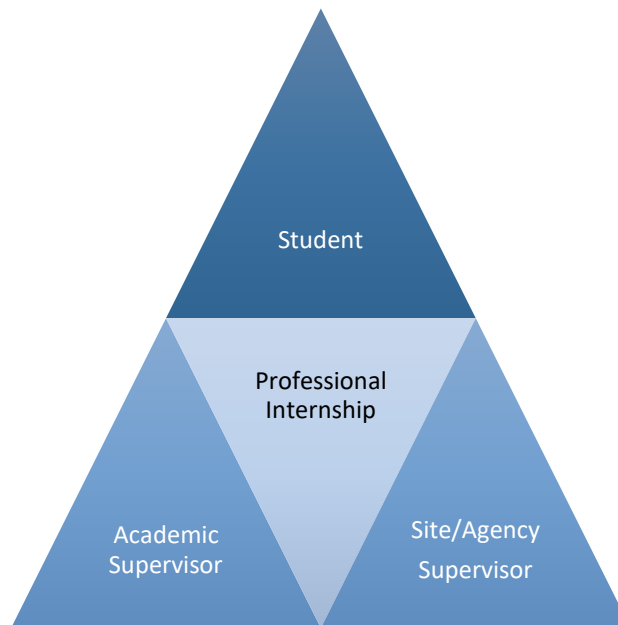 Student
Professional
Internship
Academic
Supervisor
Site/Agency
Supervisor